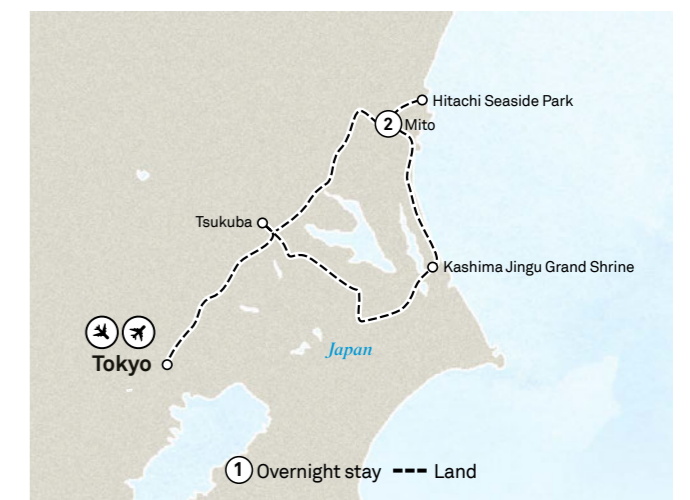 Hitachi Seaside Park
2 Mito
Tsukuba
Kashima Jingu Grand Shrine
Japan
Tokyo
1 Overnight stay Land